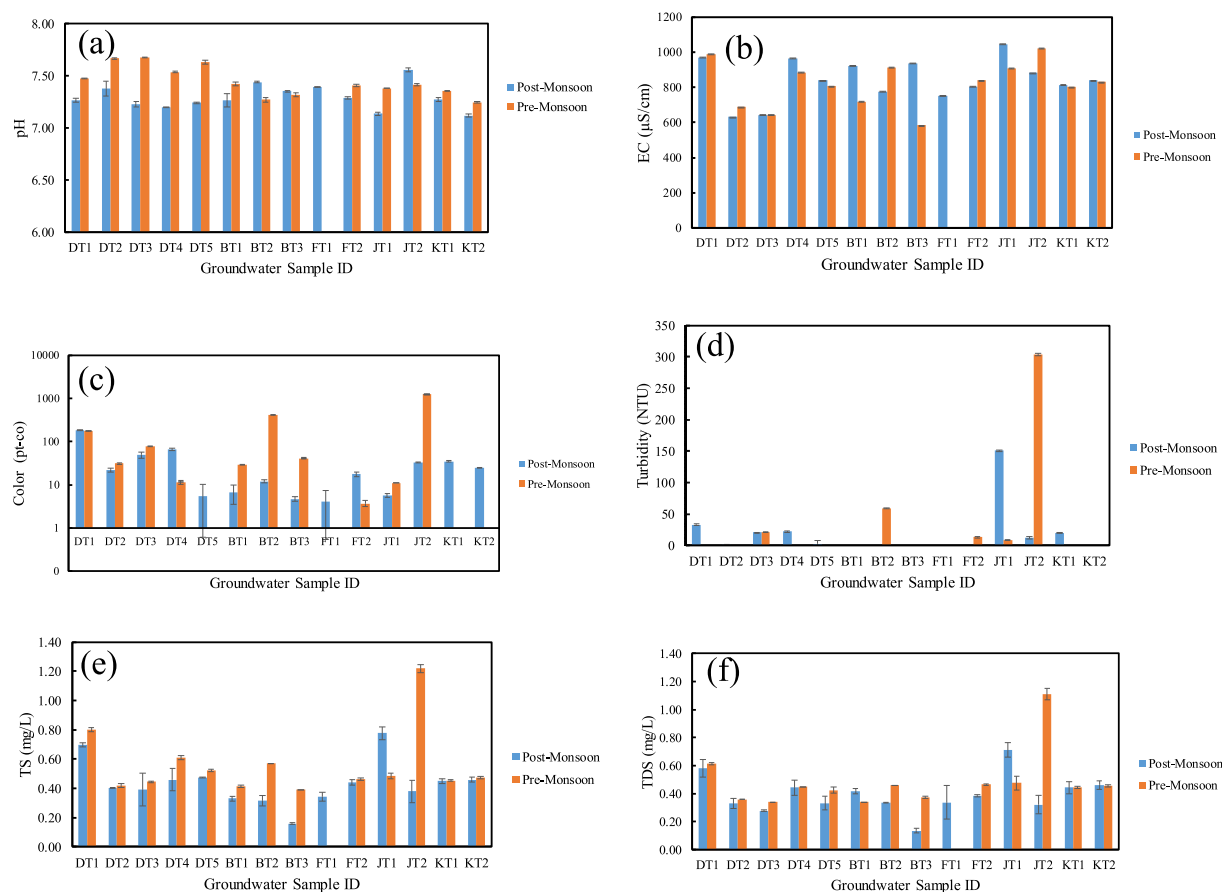 (a)
8.00
7.50
7.00
6.50
6.00
pH
DT1 DT2 DT3 DT4 DT5 BT1 BT2 BT3 FT1 FT2 JT1 JT2 KT1 KT2
Groundwater Sample ID
Post-Monsoon
Pre-Monsoon
(b)
1200
1000
800
600
400
200
0
EC (µS/cm)
DT1 DT2 DT3 DT4 DT5 BT1 BT2 BT3 FT1 FT2 JT1 JT2 KT1 KT2
Groundwater Sample ID
Post-Monsoon
Pre-Monsoon
(c)
10000
1000
100
10
1
0
Color (pt-co)
DT1 DT2 DT3 DT4 DT5 BT1 BT2 BT3 FT1 FT2 JT1 JT2 KT1 KT2
Groundwater Sample ID
Post-Monsoon
Pre-Monsoon
(d)
350
300
250
200
150
100
50
0
Turbidity (NTU)
DT1 DT2 DT3 DT4 DT5 BT1 BT2 BT3 FT1 FT2 JT1 JT2 KT1 KT2
Groundwater Sample ID
Post-Monsoon
Pre-Monsoon
(e)
1.40
1.20
1.00
0.80
0.60
0.40
0.20
0.00
TS (mg/L)
DT1 DT2 DT3 DT4 DT5 BT1 BT2 BT3 FT1 FT2 JT1 JT2 KT1 KT2
Groundwater Sample ID
Post-Monsoon
Pre-Monsoon
(f)
1.40
1.20
1.00
0.80
0.60
0.40
0.20
0.00
TDS (mg/L)
DT1 DT2 DT3 DT4 DT5 BT1 BT2 BT3 FT1 FT2 JT1 JT2 KT1 KT2
Groundwater Sample ID
Post-Monsoon
Pre-Monsoon